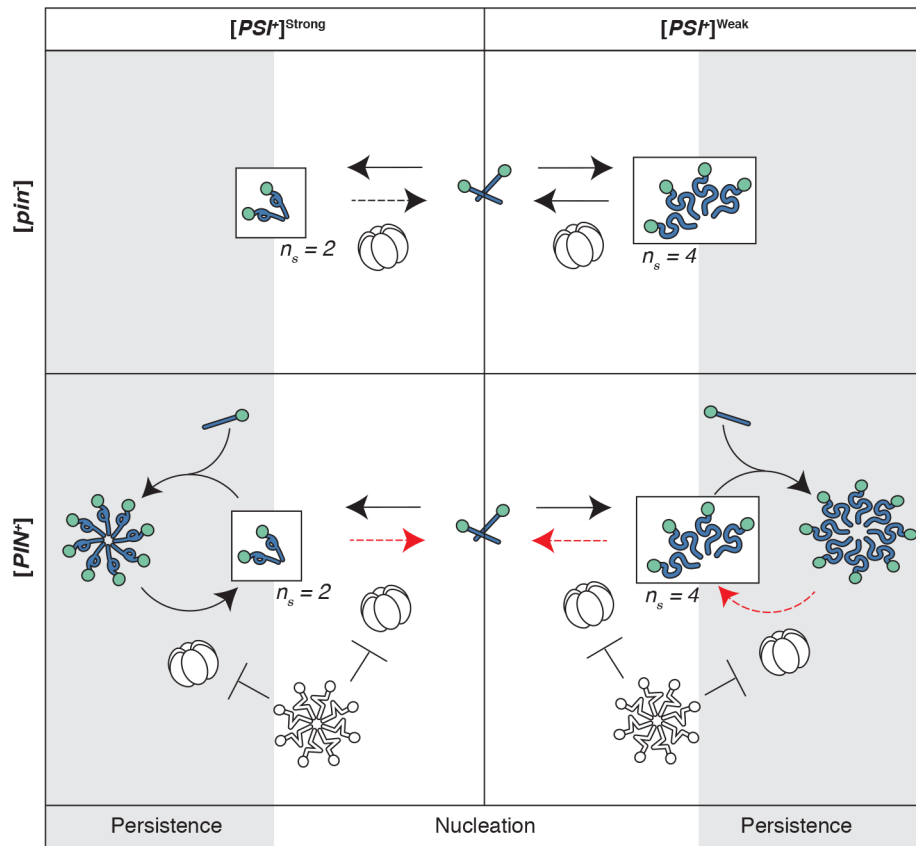 [PSI⁺]ˢᵗʳᵒⁿᵍ
[PSI⁺]ᵂᵉᵃᵏ
[pin⁻]
nₛ = 2
nₛ = 4
[PIN⁺]
nₛ = 2
nₛ = 4
Persistence
Nucleation
Persistence